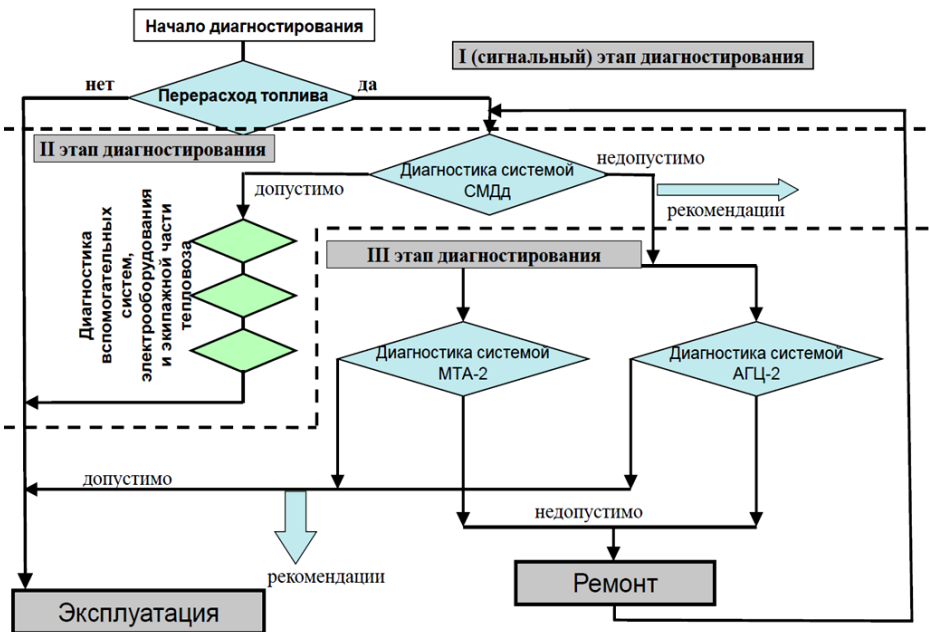 Начало диагностирования
I (сигнальный) этап диагностирования
нет
Перерасход топлива
да
II этап диагностирования
Диагностика системой
СМДд
недопустимо
допустимо
рекомендации
Диагностика
вспомогательных
систем,
электрооборудования
и экипажной части
тепловоза
III этап диагностирования
Диагностика системой
МТА-2
Диагностика системой
АГЦ-2
допустимо
недопустимо
рекомендации
Ремонт
Эксплуатация